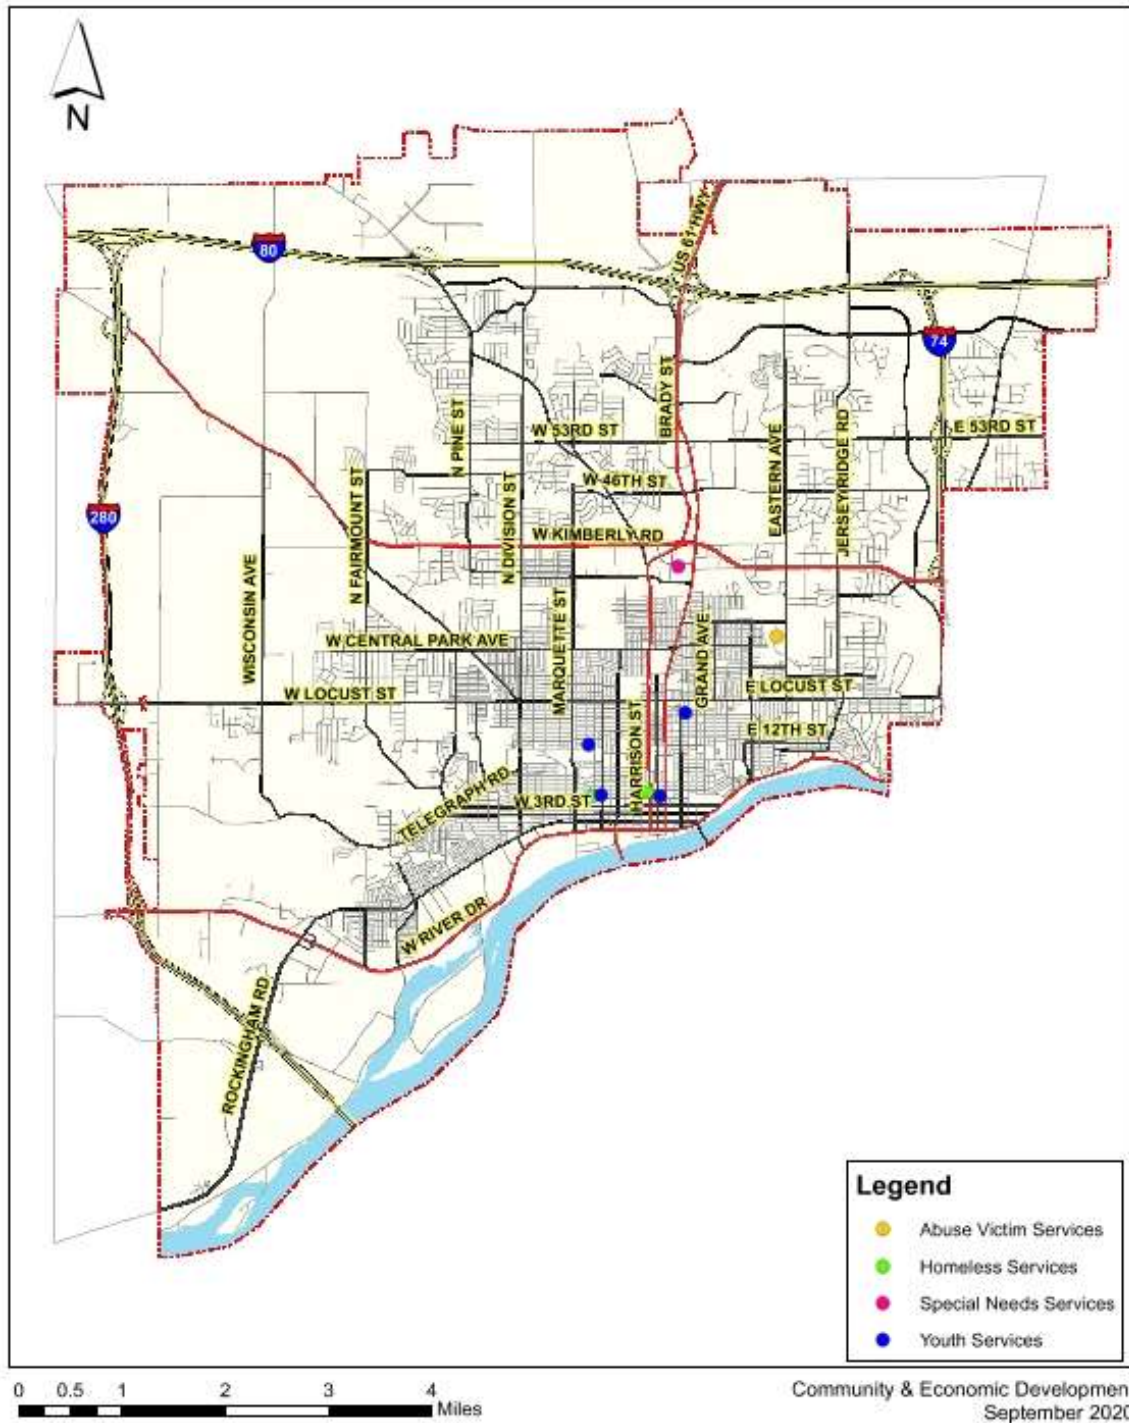 N
US 61 HWY
80
74
BRADY ST
N PINE ST
W 53RD ST
E 53RD ST
EASTERN AVE
JERSEYRIDGE RD
W 46TH ST
N FAIRMOUNT ST
N DIVISION ST
280
W KIMBERLY RD
WISCONSIN AVE
MARQUETTE ST
GRAND AVE
W CENTRAL PARK AVE
W LOCUST ST
E LOCUST ST
HARRISON ST
E 12TH ST
TELEGRAPH RD
W 3RD ST
W RIVER DR
ROCKINGHAM RD
Legend
Abuse Victim Services
Homeless Services
Special Needs Services
Youth Services
0 0.5 1 2 3 4
Miles
Community & Economic Developmen
September 2020